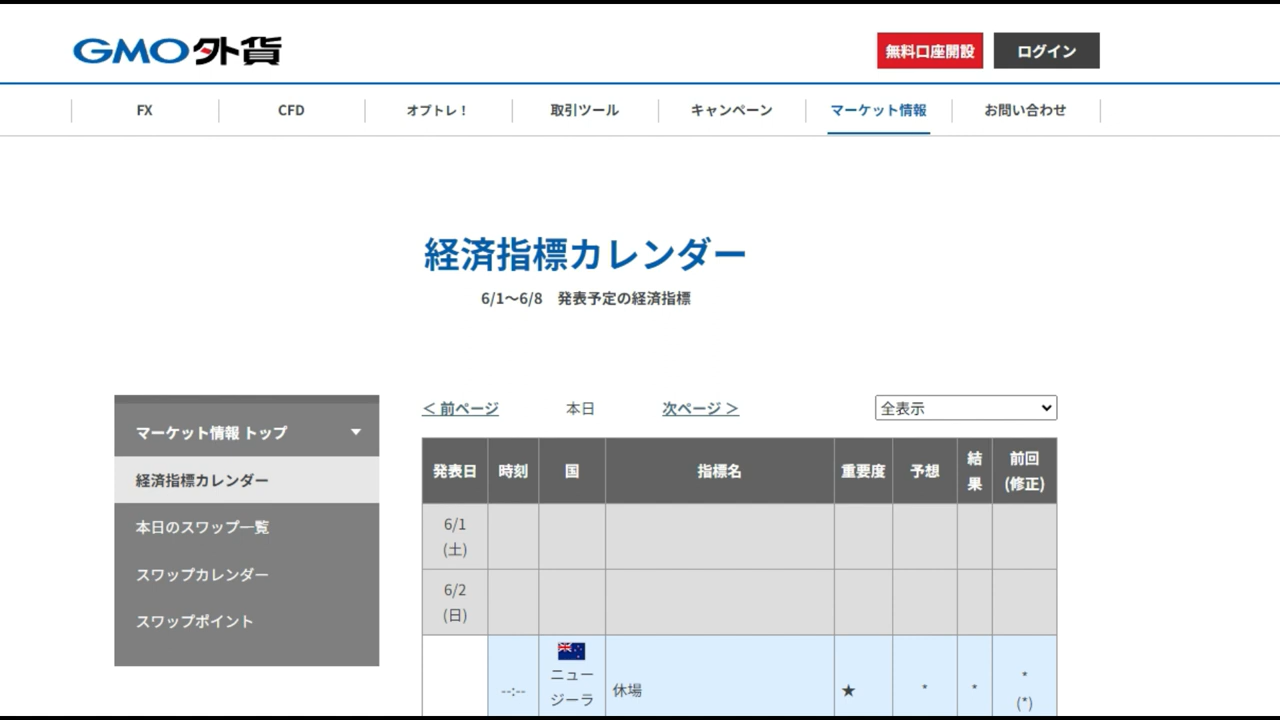 GMO外貨
無料口座開設 ログイン
FX CFD オプトレ！ 取引ツール キャンペーン マーケット情報 お問い合わせ
経済指標カレンダー
6/1～6/8 発表予定の経済指標
＜ 前ページ 本日 次ページ ＞ 全表示
マーケット情報 トップ
経済指標カレンダー
本日のスワップ一覧
スワップカレンダー
スワップポイント
発表日 時刻 国 指標名 重要度 予想 結果 前回(修正)
6/1
(土)
6/2
(日)
--:-- ニュージーラ 休場 ★ * * *
(*)